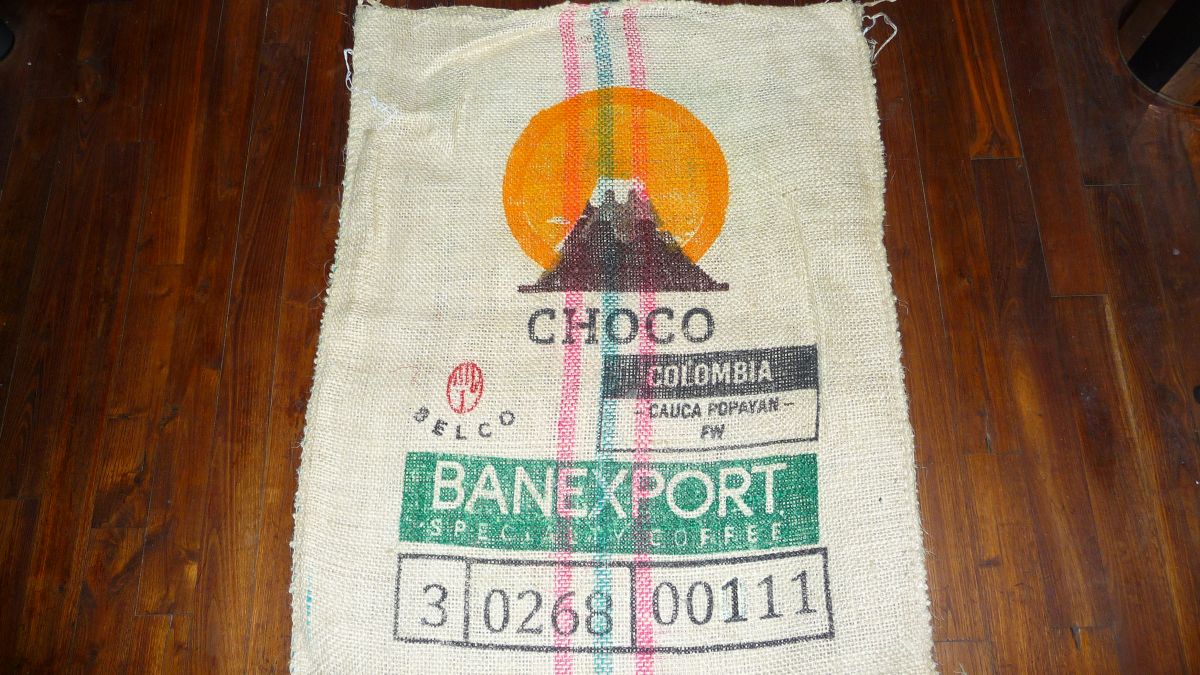 CHOCO
COLOMBIA
- CAUCA POPAYAN -
FW
BELCO
BANEXPORT
SPECIALTY COFFEE
3 0268 00111